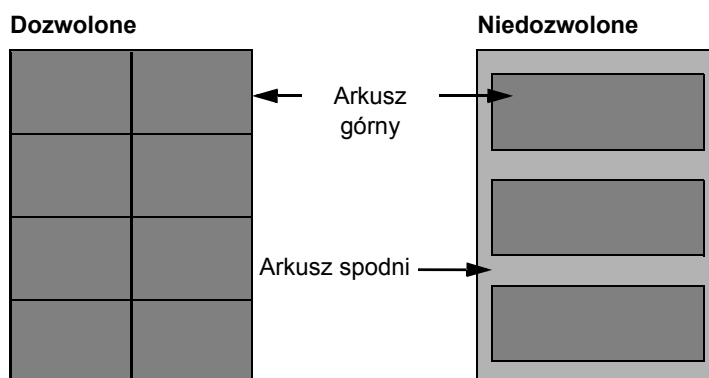 Dozwolone
Niedozwolone
Arkusz
górny
Arkusz spodni